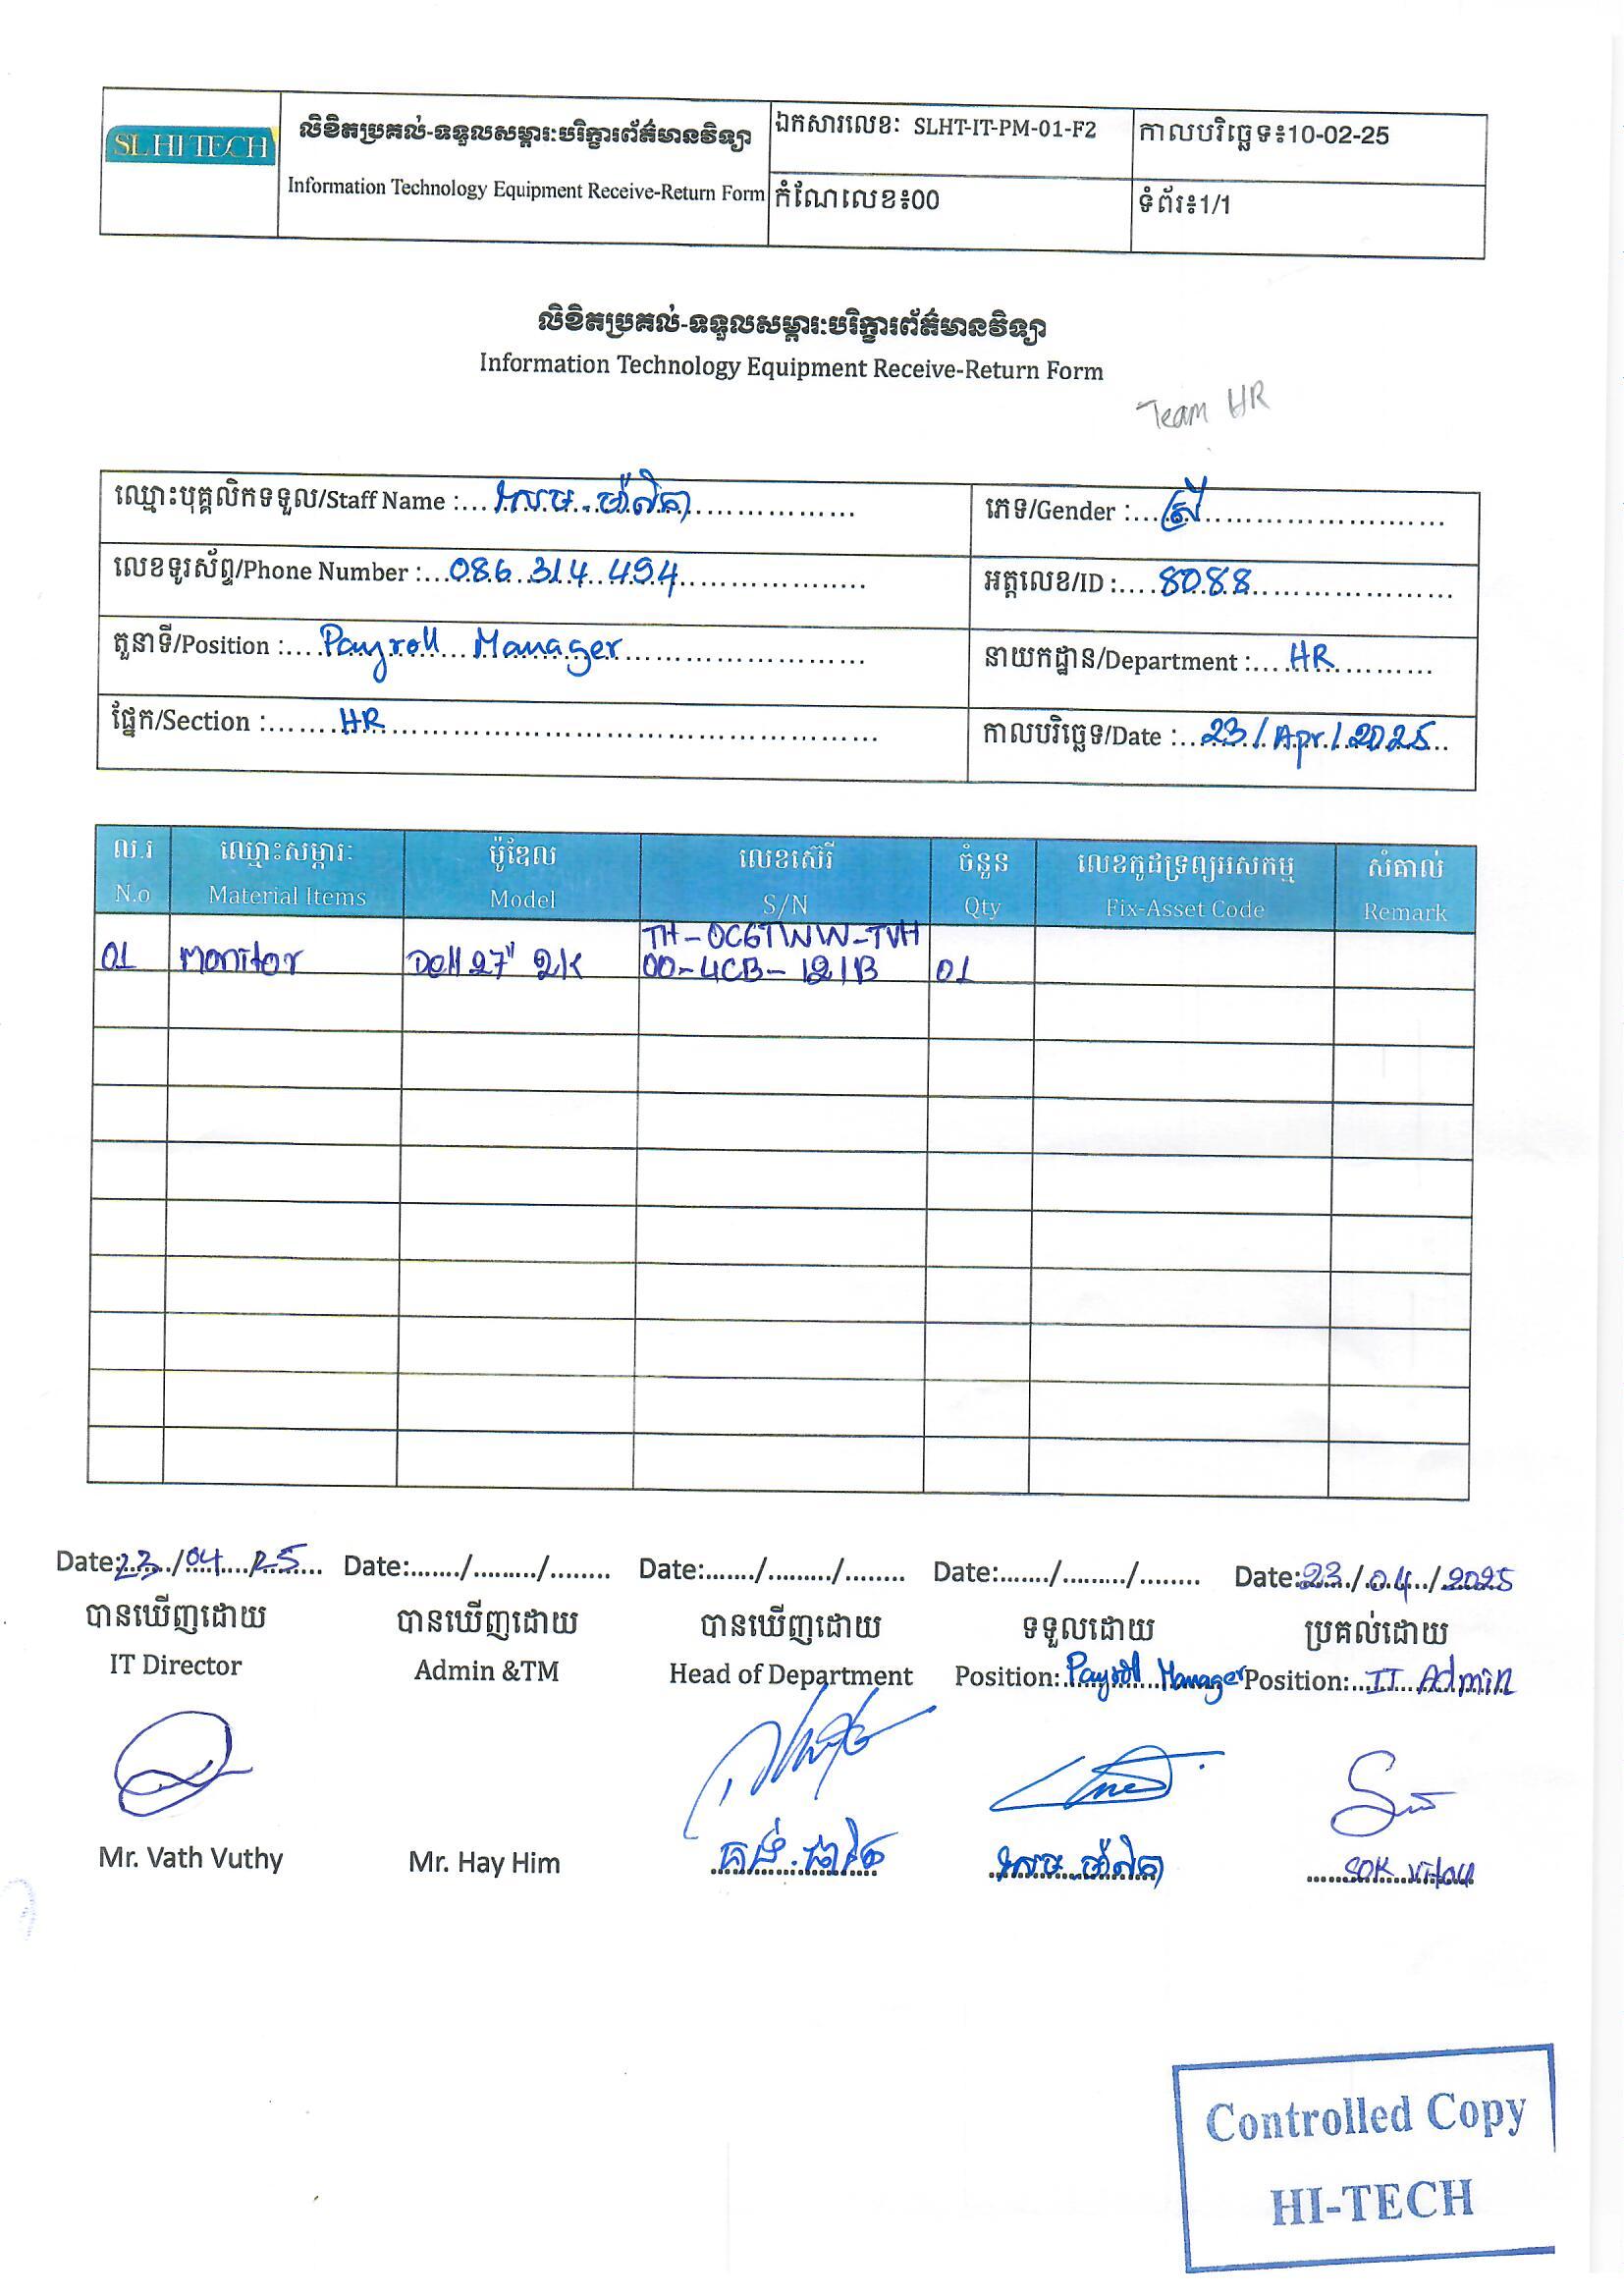 SL HI TECH
លិខិតប្រគល់-ទទួលសម្ភារៈបរិក្ខារព័ត៌មានវិទ្យា
Information Technology Equipment Receive-Return Form
ឯកសារលេខៈ SLHT-IT-PM-01-F2
កាលបរិច្ឆេទ៖10-02-25
កំណែលេខ៖00
ទំព័រ៖1/1
លិខិតប្រគល់-ទទួលសម្ភារៈបរិក្ខារព័ត៌មានវិទ្យា
Information Technology Equipment Receive-Return Form
Team HR
ឈ្មោះបុគ្គលិកទទួល/Staff Name :
ភេទ/Gender : ស្រី
លេខទូរស័ព្ទ/Phone Number : 086 314 494
អត្តលេខ/ID : 8088
តួនាទី/Position : Payroll Manager
នាយកដ្ឋាន/Department : HR
ផ្នែក/Section : HR
កាលបរិច្ឆេទ/Date : 23/Apr/2025
ល.រ ឈ្មោះសម្ភារៈ ម៉ូឌែល លេខស៊េរី ចំនួន លេខកូដទ្រព្យអសកម្ម សំគាល់
N.o Material Items Model S/N Qty Fix-Asset Code Remark
TH-0C6TWW-TVH
01 Monitor Dell 27" 2K 00-4CB-121B 01
Date: 23/04/25 Date:....../........./........ Date:....../........./........ Date:....../........./........ Date: 23/04/2025
បានឃើញដោយ បានឃើញដោយ បានឃើញដោយ ទទួលដោយ ប្រគល់ដោយ
IT Director Admin &TM Head of Department Position: Payroll Manager Position: IT Admin
Mr. Vath Vuthy Mr. Hay Him SOK
Controlled Copy
HI-TECH